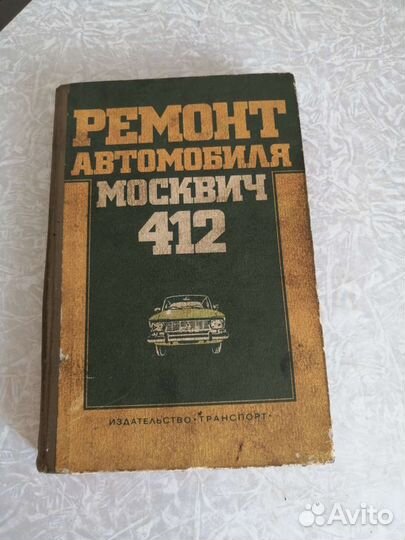 РЕМОНТ
АВТОМОБИЛЯ
МОСКВИЧ
412
ИЗДАТЕЛЬСТВО «ТРАНСПОРТ»
Avito